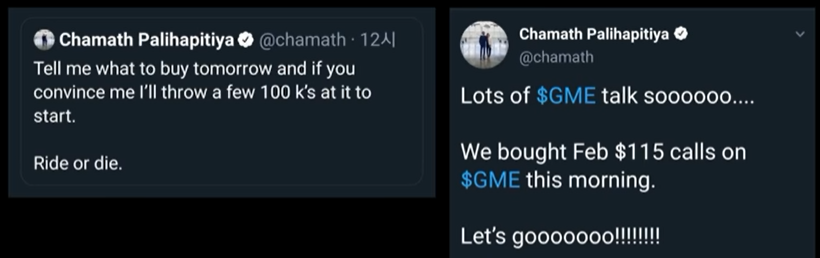 Chamath Palihapitiya @chamath · 12시
Tell me what to buy tomorrow and if you
convince me I'll throw a few 100 k's at it to
start.
Ride or die.
Chamath Palihapitiya
@chamath
Lots of $GME talk soooooo....
We bought Feb $115 calls on
$GME this morning.
Let's gooooooo!!!!!!!!